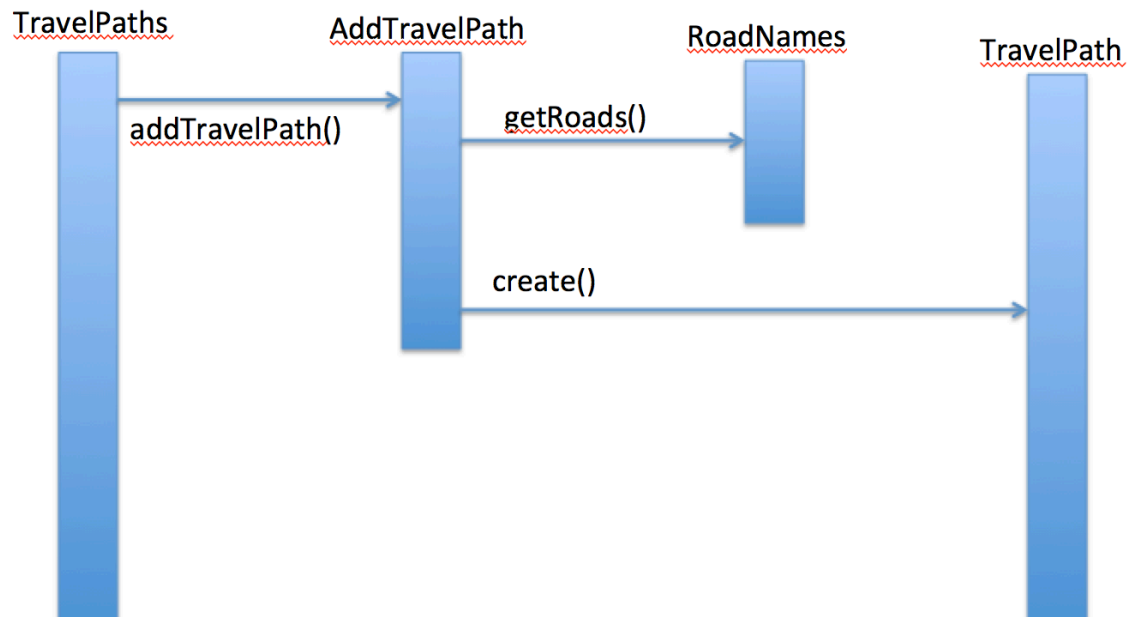 TravelPaths
AddTravelPath
RoadNames
TravelPath
addTravelPath()
getRoads()
create()